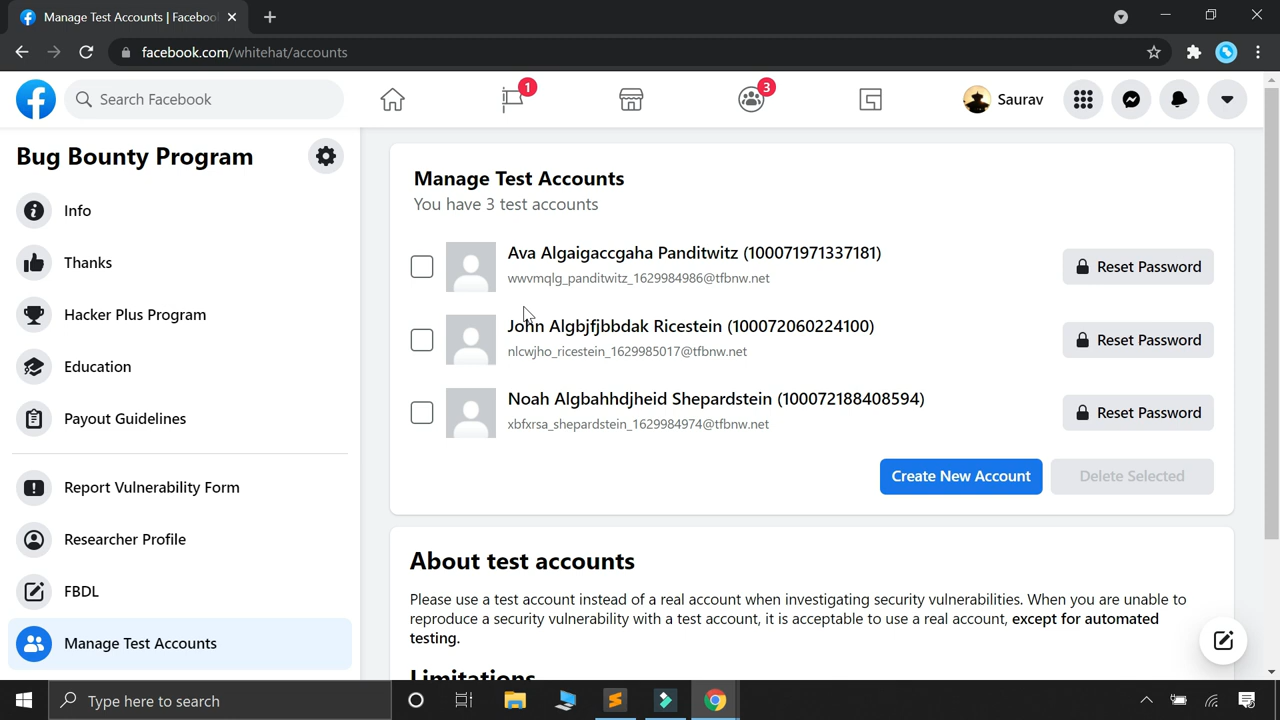 Manage Test Accounts | Faceboo
facebook.com/whitehat/accounts
Search Facebook
1
3
Saurav
Bug Bounty Program
Info
Thanks
Hacker Plus Program
Education
Payout Guidelines
Report Vulnerability Form
Researcher Profile
FBDL
Manage Test Accounts
Manage Test Accounts
You have 3 test accounts
Ava Algaigaccgaha Panditwitz (100071971337181)
wwvmqlg_panditwitz_1629984986@tfbnw.net
Reset Password
John Algbjfjbbdak Ricestein (100072060224100)
nlcwjho_ricestein_1629985017@tfbnw.net
Reset Password
Noah Algbahhdjheid Shepardstein (100072188408594)
xbfxrsa_shepardstein_1629984974@tfbnw.net
Reset Password
Create New Account
Delete Selected
About test accounts
Please use a test account instead of a real account when investigating security vulnerabilities. When you are unable to
reproduce a security vulnerability with a test account, it is acceptable to use a real account, except for automated
testing.
Limitations
Type here to search